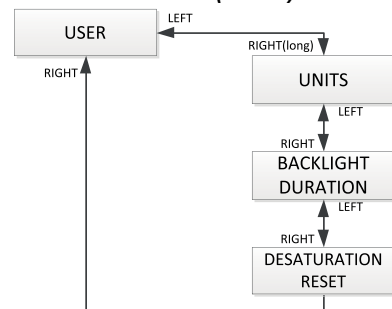 LEFT
USER
RIGHT(long)
RIGHT
UNITS
LEFT
RIGHT
BACKLIGHT
DURATION
LEFT
RIGHT
DESATURATION
RESET